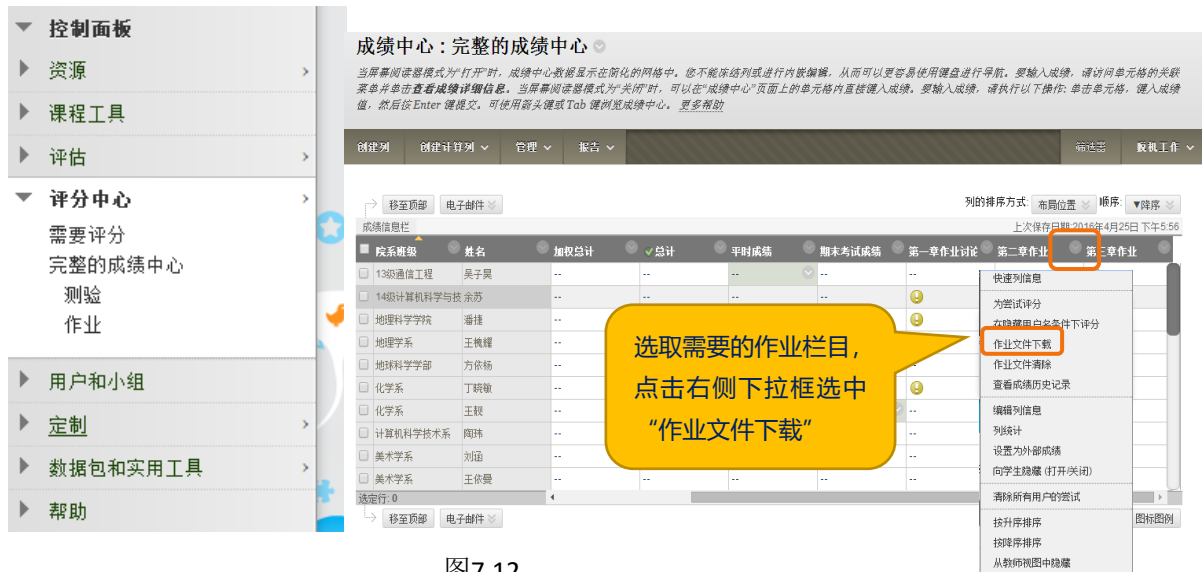 控制面板
资源
课程工具
评估
评分中心
需要评分
完整的成绩中心
测验
作业
用户和小组
定制
数据包和实用工具
帮助
成绩中心：完整的成绩中心
当屏幕阅读器模式为“打开”时，成绩中心数据显示在简化的网格中。您不能冻结列或进行内嵌编辑，从而可以更容易使用键盘进行导航。要输入成绩，请访问单元格的关联
菜单并单击查看成绩详细信息。当屏幕阅读器模式为“关闭”时，可以在“成绩中心”页面上的单元格内直接键入成绩。要输入成绩，请执行以下操作: 单击单元格，键入成绩
值，然后按 Enter 键提交。可使用箭头键或 Tab 键浏览成绩中心。 更多帮助
创建列 创建计算列 管理 报告 筛选器 脱机工作
移至顶部 电子邮件 列的排序方式: 布局位置 顺序: ▼降序
成绩信息栏 上次保存日期:2016年4月25日 下午5:56
院系班级 姓名 加权总计 总计 平时成绩 期末考试成绩 第一章作业讨论 第二章作业 第三章作业
13级通信工程 吴子昊 -- -- -- -- --
14级计算机科学与技 余苏 -- -- -- --
地理科学学院 潘捷 --
地理学系 王楠耀 --
地球科学学部 方依杨 -- --
化学系 丁晓敏 --
化学系 王靓 -- --
计算机科学技术系 陶玮 -- --
美术学系 刘涵 -- --
美术学系 王依曼 -- -- -- -- --
选定行: 0
移至顶部 电子邮件 图标图例
选取需要的作业栏目，
点击右侧下拉框选中
“作业文件下载”
快速列信息
为尝试评分
在隐藏用户名条件下评分
作业文件下载
作业文件清除
查看成绩历史记录
编辑列信息
列统计
设置为外部成绩
向学生隐藏 (打开/关闭)
清除所有用户的尝试
按升序排序
按降序排序
从教师视图中隐藏
图7.12